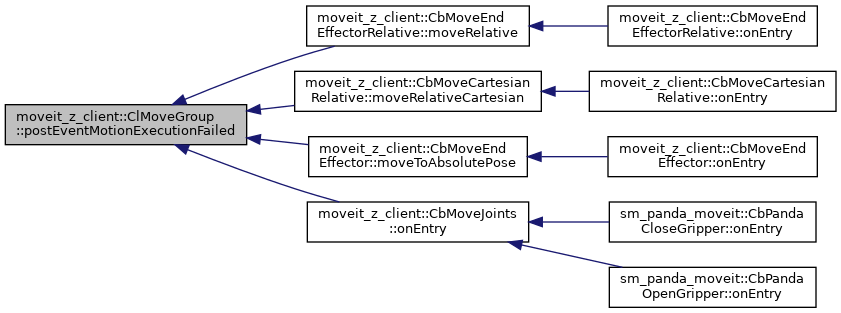 moveit_z_client::ClMoveGroup
::postEventMotionExecutionFailed
moveit_z_client::CbMoveEnd
EffectorRelative::moveRelative
moveit_z_client::CbMoveEnd
EffectorRelative::onEntry
moveit_z_client::CbMoveCartesian
Relative::moveRelativeCartesian
moveit_z_client::CbMoveCartesian
Relative::onEntry
moveit_z_client::CbMoveEnd
Effector::moveToAbsolutePose
moveit_z_client::CbMoveEnd
Effector::onEntry
moveit_z_client::CbMoveJoints
::onEntry
sm_panda_moveit::CbPanda
CloseGripper::onEntry
sm_panda_moveit::CbPanda
OpenGripper::onEntry